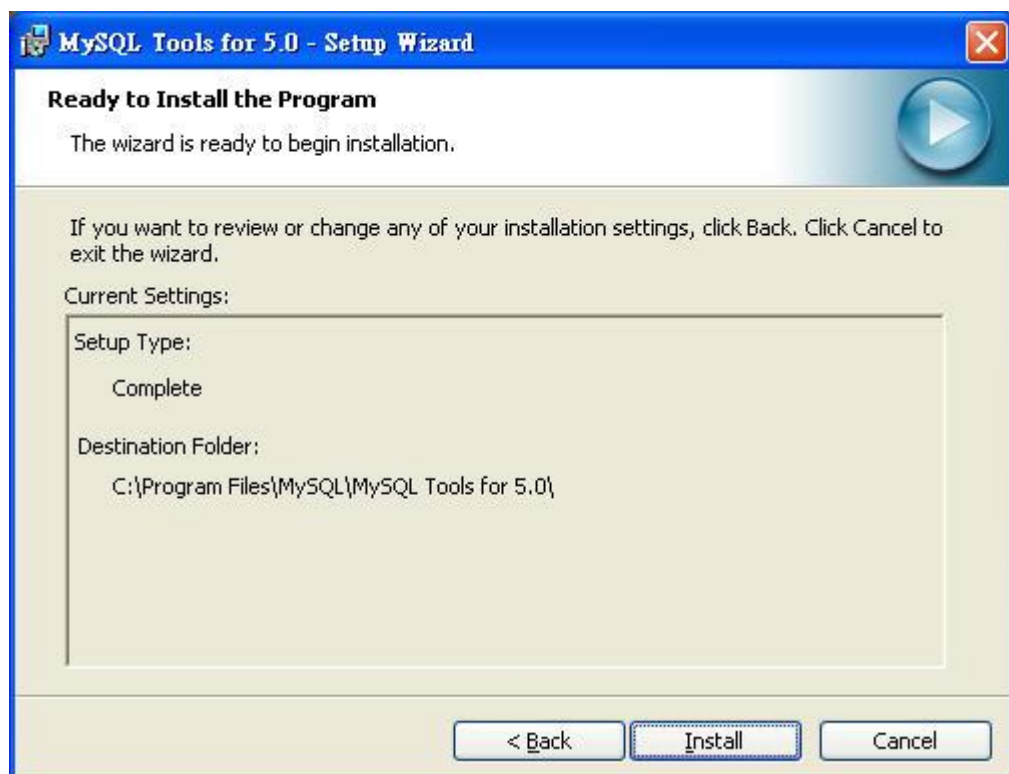 MySQL Tools for 5.0 - Setup Wizard
Ready to Install the Program
The wizard is ready to begin installation.
If you want to review or change any of your installation settings, click Back. Click Cancel to
exit the wizard.
Current Settings:
Setup Type:
Complete
Destination Folder:
C:\Program Files\MySQL\MySQL Tools for 5.0\
< Back
Install
Cancel